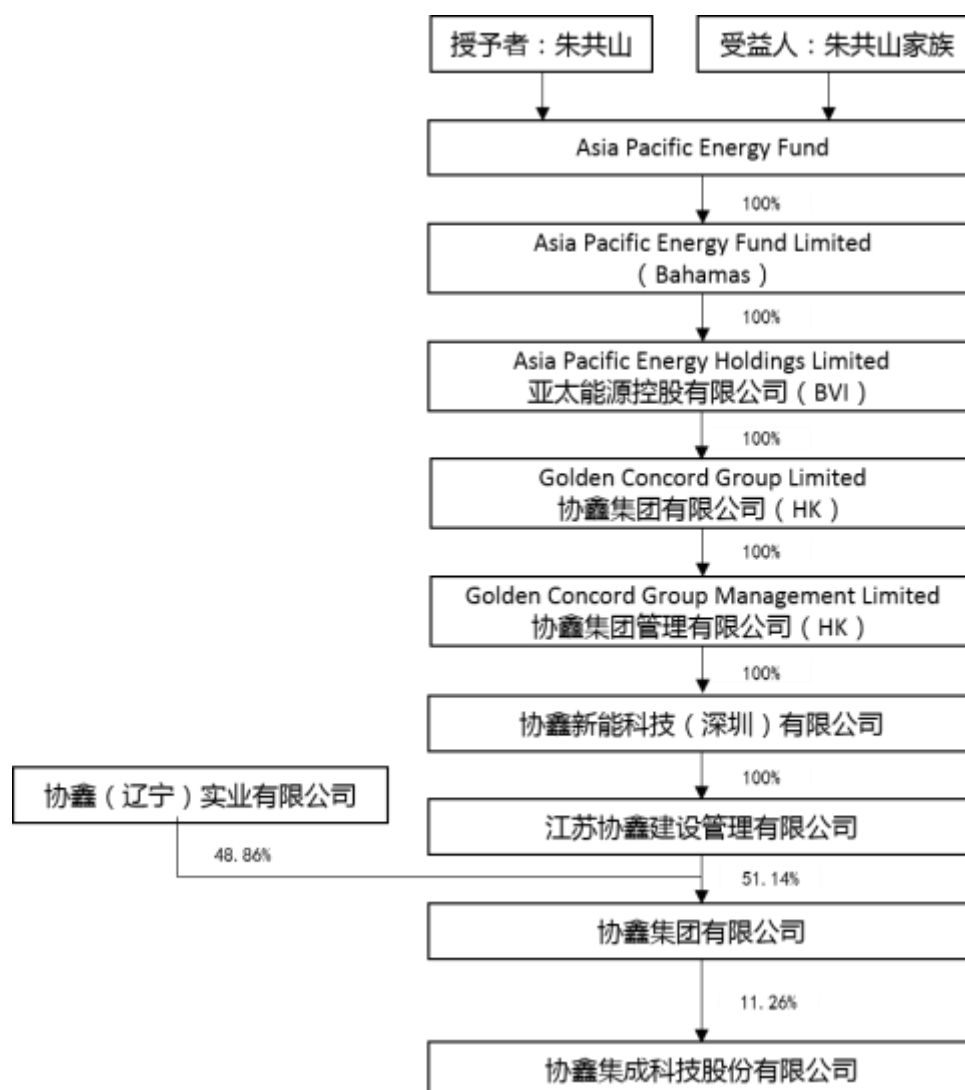 授予者：朱共山
受益人：朱共山家族
Asia Pacific Energy Fund
100%
Asia Pacific Energy Fund Limited
（Bahamas）
100%
Asia Pacific Energy Holdings Limited
亚太能源控股有限公司（BVI）
100%
Golden Concord Group Limited
协鑫集团有限公司（HK）
100%
Golden Concord Group Management Limited
协鑫集团管理有限公司（HK）
100%
协鑫新能科技（深圳）有限公司
100%
协鑫（辽宁）实业有限公司
江苏协鑫建设管理有限公司
48.86%
51.14%
协鑫集团有限公司
11.26%
协鑫集成科技股份有限公司